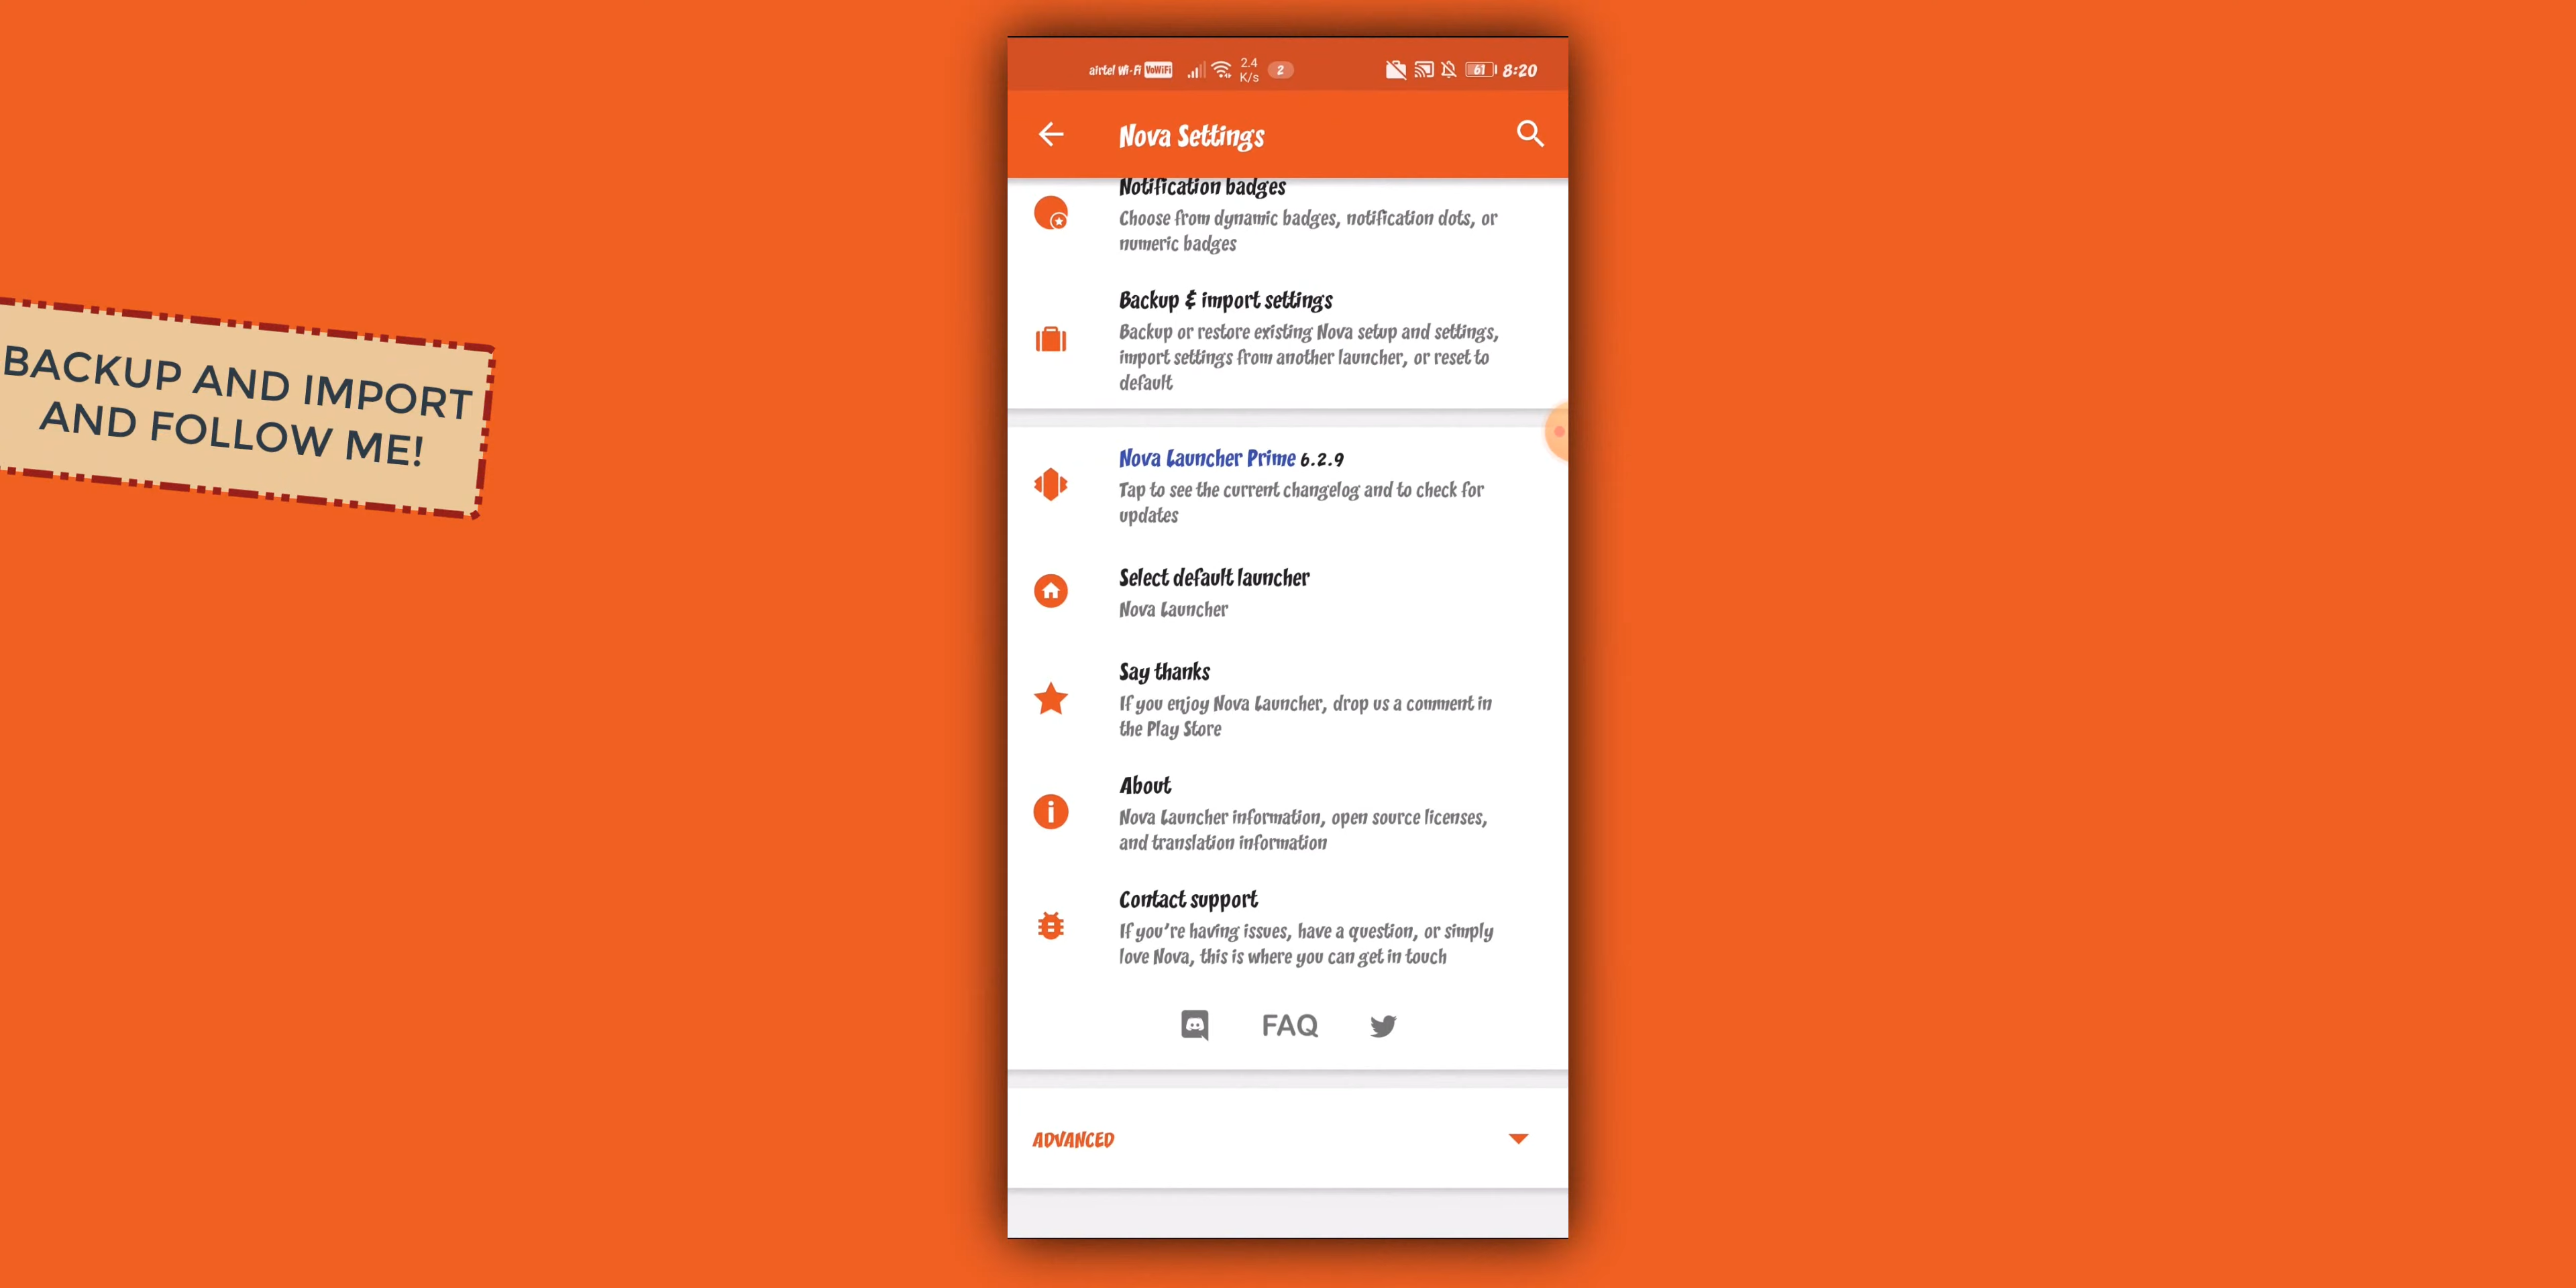 BACKUP AND IMPORT
AND FOLLOW ME!
airtel Wi-Fi VoWiFi 2.4 K/s 2 61 8:20
Nova Settings
Notification badges
Choose from dynamic badges, notification dots, or
numeric badges
Backup & import settings
Backup or restore existing Nova setup and settings,
import settings from another launcher, or reset to
default
Nova Launcher Prime 6.2.9
Tap to see the current changelog and to check for
updates
Select default launcher
Nova Launcher
Say thanks
If you enjoy Nova Launcher, drop us a comment in
the Play Store
About
Nova Launcher information, open source licenses,
and translation information
Contact support
If you're having issues, have a question, or simply
love Nova, this is where you can get in touch
FAQ
ADVANCED